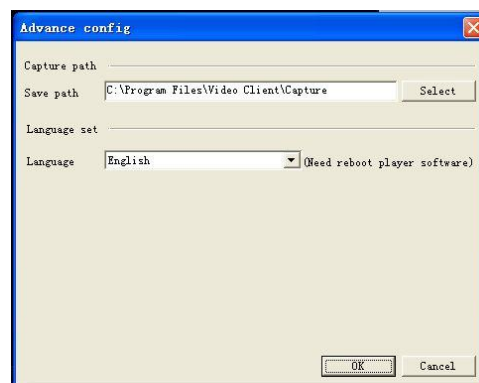 Advance config
Capture path
Save path C:\Program Files\Video Client\Capture Select
Language set
Language English (Need reboot player software)
OK Cancel